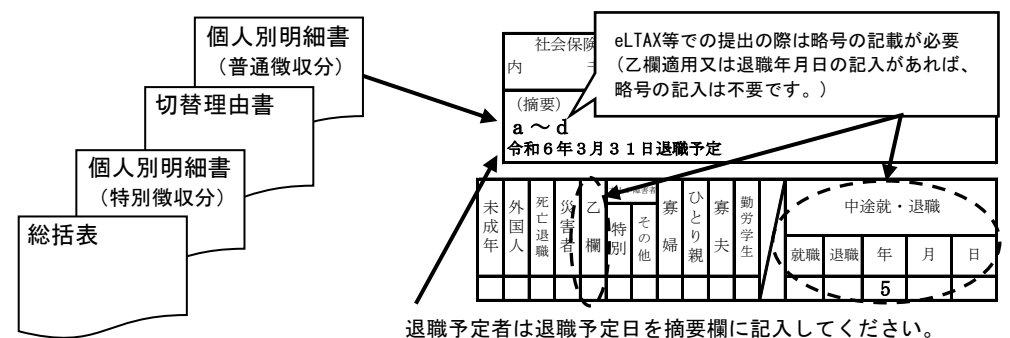 個人別明細書
（普通徴収分）
切替理由書
個人別明細書
（特別徴収分）
総括表
社会保険
内
eLTAX等での提出の際は略号の記載が必要
（乙欄適用又は退職年月日の記入があれば、
略号の記入は不要です。）
（摘要）
a～d
令和６年３月３１日退職予定
未成年
外国人
死亡退職
災害者
乙欄
特別
その他
寡婦
ひとり親
寡夫
勤労学生
中途就・退職
就職 退職 年 月 日
5
退職予定者は退職予定日を摘要欄に記入してください。